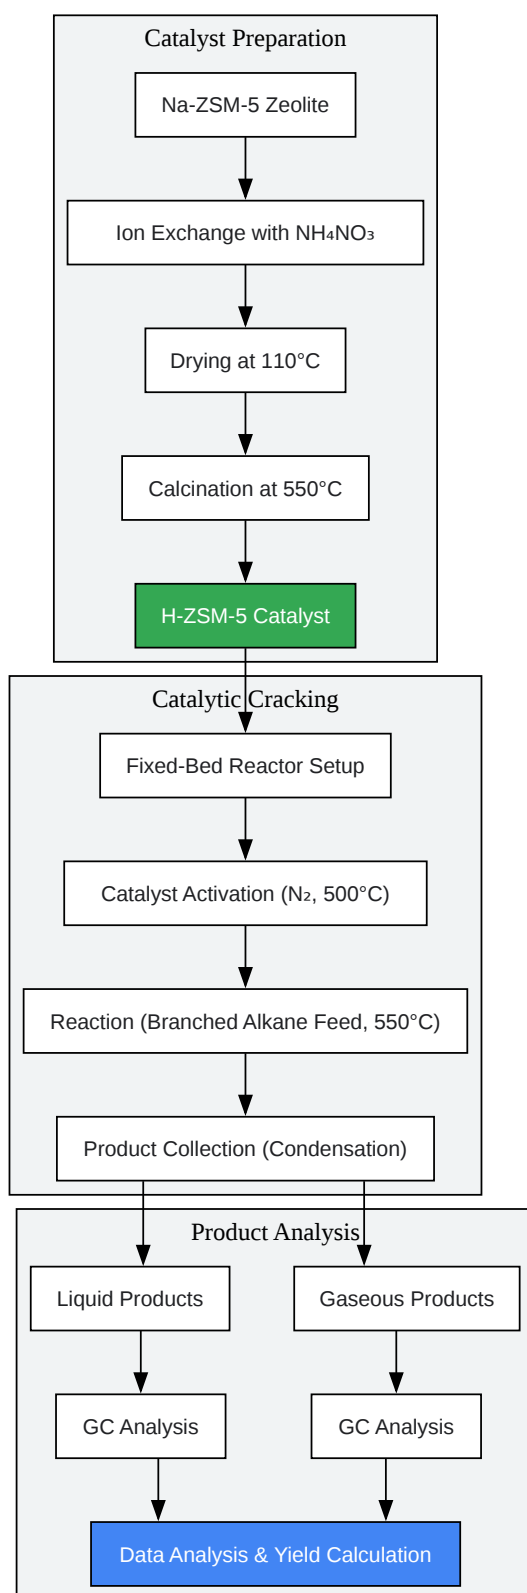 Catalyst Preparation
Na-ZSM-5 Zeolite
Ion Exchange with NH₄NO₃
Drying at 110°C
Calcination at 550°C
H-ZSM-5 Catalyst
Catalytic Cracking
Fixed-Bed Reactor Setup
Catalyst Activation (N₂, 500°C)
Reaction (Branched Alkane Feed, 550°C)
Product Collection (Condensation)
Product Analysis
Liquid Products
Gaseous Products
GC Analysis
GC Analysis
Data Analysis & Yield Calculation